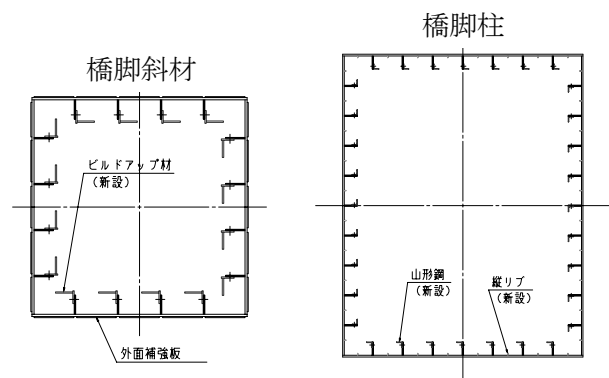 橋脚斜材
ビルドアップ材
(新設)
外面補強板
橋脚柱
山形鋼
(新設)
縦リブ
(新設)